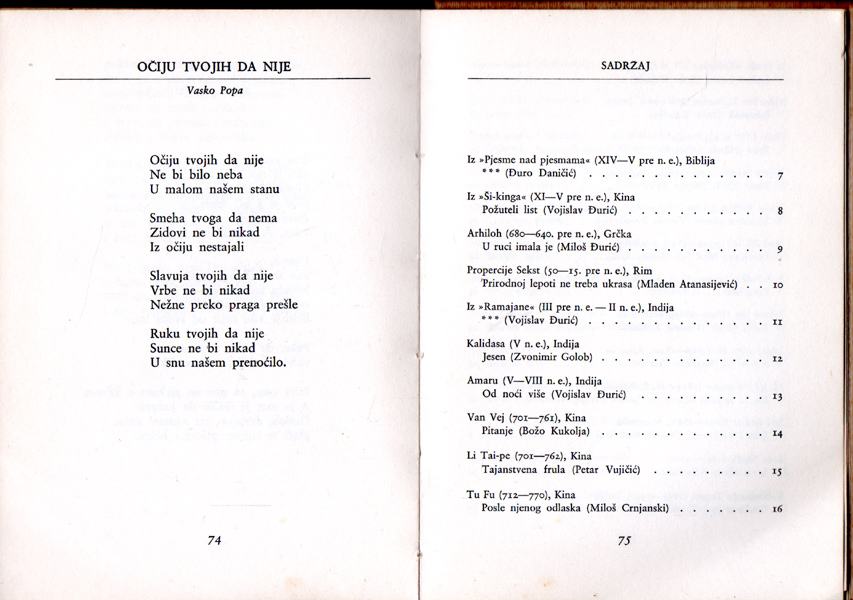 OČIJU TVOJIH DA NIJE
Vasko Popa
Očiju tvojih da nije
Ne bi bilo neba
U malom našem stanu
Smeha tvoga da nema
Zidovi ne bi nikad
Iz očiju nestajali
Slavuja tvojih da nije
Vrbe ne bi nikad
Nežne preko praga prešle
Ruku tvojih da nije
Sunce ne bi nikad
U snu našem prenoćilo.
74
SADRŽAJ
Iz »Pjesme nad pjesmama« (XIV—V pre n. e.), Biblija
*** (Đuro Daničić) . . . . . . . . . . . . . . 7
Iz »Ši-kinga« (XI—V pre n. e.), Kina
Požuteli list (Vojislav Đurić) . . . . . . . . . . . 8
Arhiloh (680—640. pre n. e.), Grčka
U ruci imala je (Miloš Đurić) . . . . . . . . . . . 9
Propercije Sekst (50—15. pre n. e.), Rim
Prirodnoj lepoti ne treba ukrasa (Mladen Atanasijević) . . 10
Iz »Ramajane« (III pre n. e. — II n. e.), Indija
*** (Vojislav Đurić) . . . . . . . . . . . . . . 11
Kalidasa (V n. e.), Indija
Jesen (Zvonimir Golob) . . . . . . . . . . . . . 12
Amaru (V—VIII n. e.), Indija
Od noći više (Vojislav Đurić) . . . . . . . . . . . 13
Van Vej (701—761), Kina
Pitanje (Božo Kukolja) . . . . . . . . . . . . . 14
Li Tai-pe (701—762), Kina
Tajanstvena frula (Petar Vujičić) . . . . . . . . . 15
Tu Fu (712—770), Kina
Posle njenog odlaska (Miloš Crnjanski) . . . . . . . 16
75